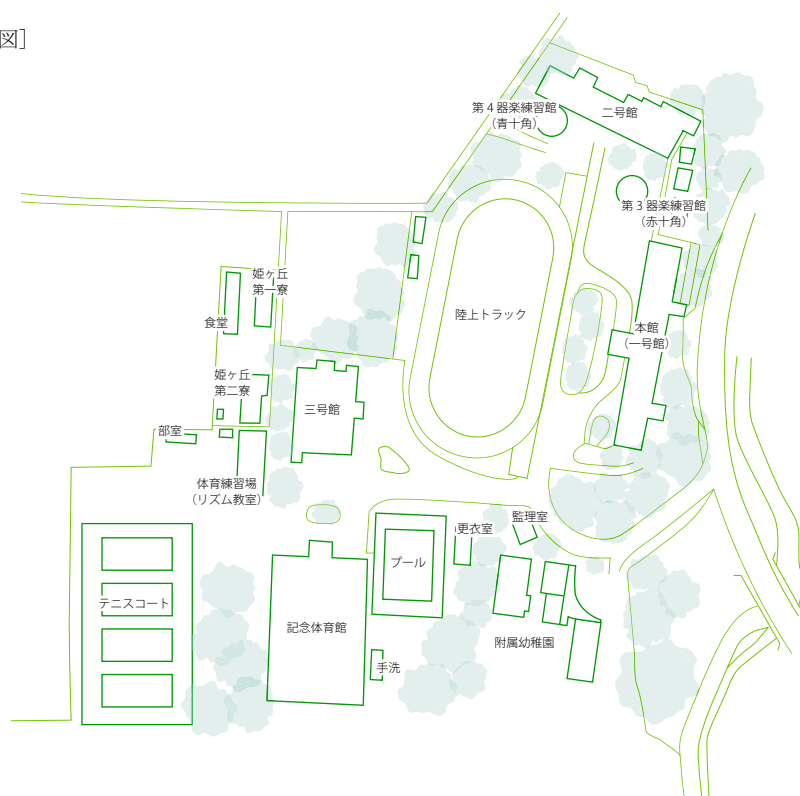 図]
第４器楽練習館
（青十角）
二号館
第３器楽練習館
（赤十角）
姫ヶ丘
第一寮
食堂
陸上トラック
本館
（一号館）
姫ヶ丘
第二寮
三号館
部室
体育練習場
（リズム教室）
監理室
更衣室
プール
テニスコート
記念体育館
附属幼稚園
手洗